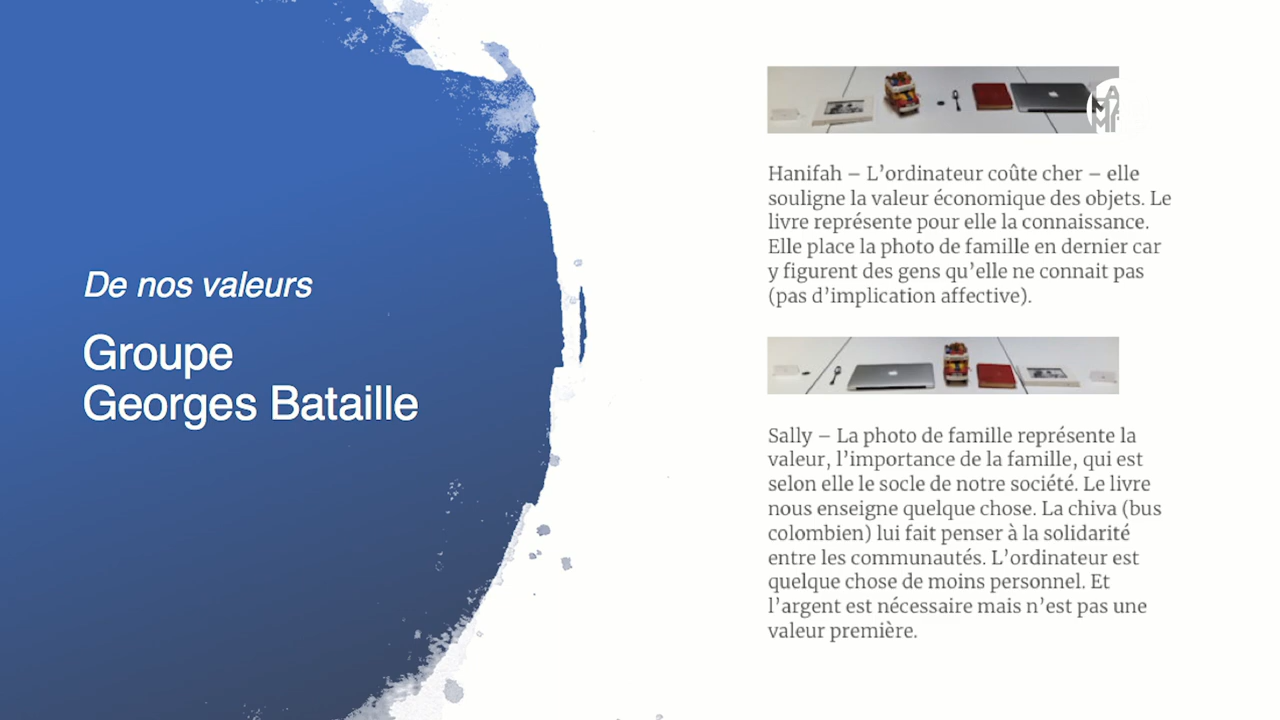 De nos valeurs
Groupe
Georges Bataille
Hanifah – L’ordinateur coûte cher – elle
souligne la valeur économique des objets. Le
livre représente pour elle la connaissance.
Elle place la photo de famille en dernier car
y figurent des gens qu’elle ne connait pas
(pas d’implication affective).
Sally – La photo de famille représente la
valeur, l’importance de la famille, qui est
selon elle le socle de notre société. Le livre
nous enseigne quelque chose. La chiva (bus
colombien) lui fait penser à la solidarité
entre les communautés. L’ordinateur est
quelque chose de moins personnel. Et
l’argent est nécessaire mais n’est pas une
valeur première.